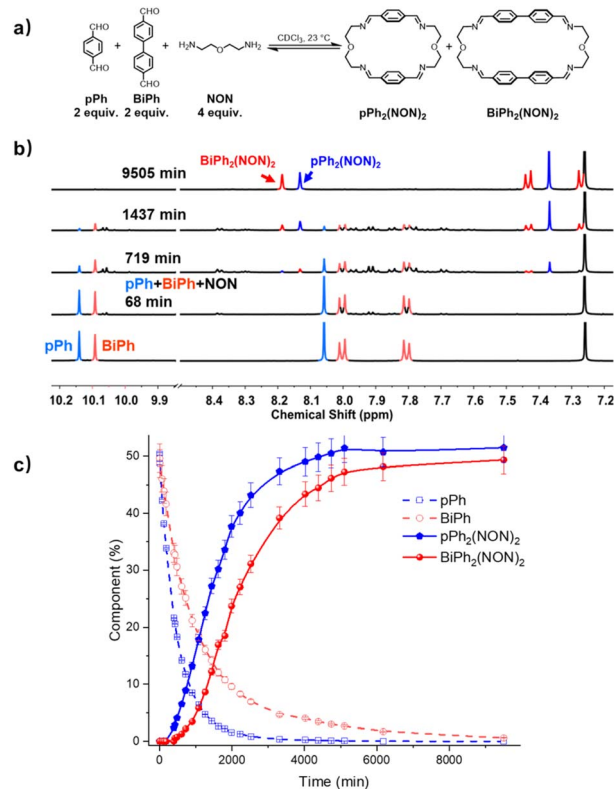 a)
CHO
CHO
CHO
CHO
+
+
H₂N
O
NH₂
CDCl₃, 23 °C
N
N
O
O
N
N
+
N
N
O
O
N
N
pPh
2 equiv.
BiPh
2 equiv.
NON
4 equiv.
pPh₂(NON)₂
BiPh₂(NON)₂
b)
BiPh₂(NON)₂
pPh₂(NON)₂
9505 min
1437 min
719 min
pPh+BiPh+NON
68 min
pPh
BiPh
10.2 10.1 10.0 9.9 8.4 8.3 8.2 8.1 8.0 7.9 7.8 7.7 7.6 7.5 7.4 7.3 7.2
Chemical Shift (ppm)
c)
Component (%)
50
40
30
20
10
0
pPh
BiPh
pPh₂(NON)₂
BiPh₂(NON)₂
0 2000 4000 6000 8000
Time (min)